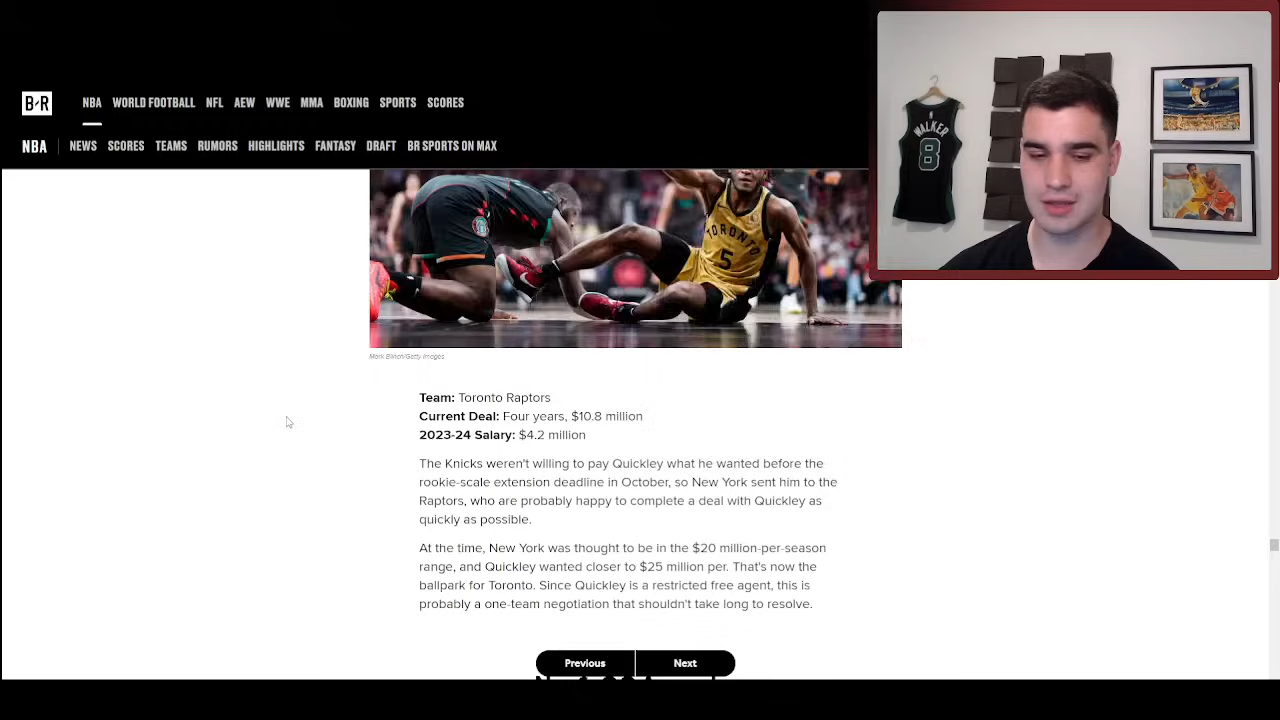 B/R
NBA WORLD FOOTBALL NFL AEW WWE MMA BOXING SPORTS SCORES
NBA NEWS SCORES TEAMS RUMORS HIGHLIGHTS FANTASY DRAFT BR SPORTS ON MAX
WALKER
8
TORONTO
5
Mark Blinch/Getty Images
Team: Toronto Raptors
Current Deal: Four years, $10.8 million
2023-24 Salary: $4.2 million
The Knicks weren't willing to pay Quickley what he wanted before the
rookie-scale extension deadline in October, so New York sent him to the
Raptors, who are probably happy to complete a deal with Quickley as
quickly as possible.
At the time, New York was thought to be in the $20 million-per-season
range, and Quickley wanted closer to $25 million per. That's now the
ballpark for Toronto. Since Quickley is a restricted free agent, this is
probably a one-team negotiation that shouldn't take long to resolve.
Previous
Next